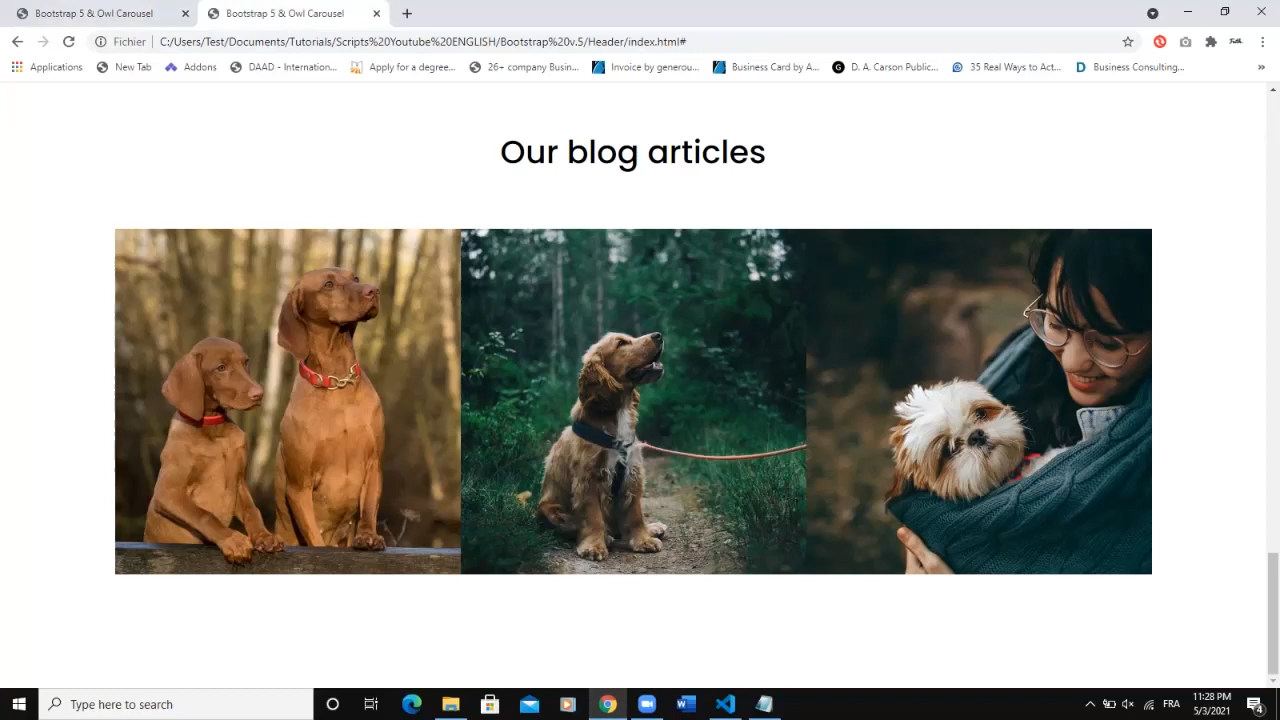 Bootstrap 5 & Owl Carousel
Bootstrap 5 & Owl Carousel
Fichier
C:/Users/Test/Documents/Tutorials/Scripts%20Youtube%20ENGLISH/Bootstrap%20v.5/Header/index.html#
Applications
New Tab
Addons
DAAD - Internation...
Apply for a degree...
26+ company Busin...
Invoice by generou...
Business Card by A...
D. A. Carson Public...
35 Real Ways to Act...
Business Consulting...
»
Our blog articles
Type here to search
FRA
11:28 PM
5/3/2021
4